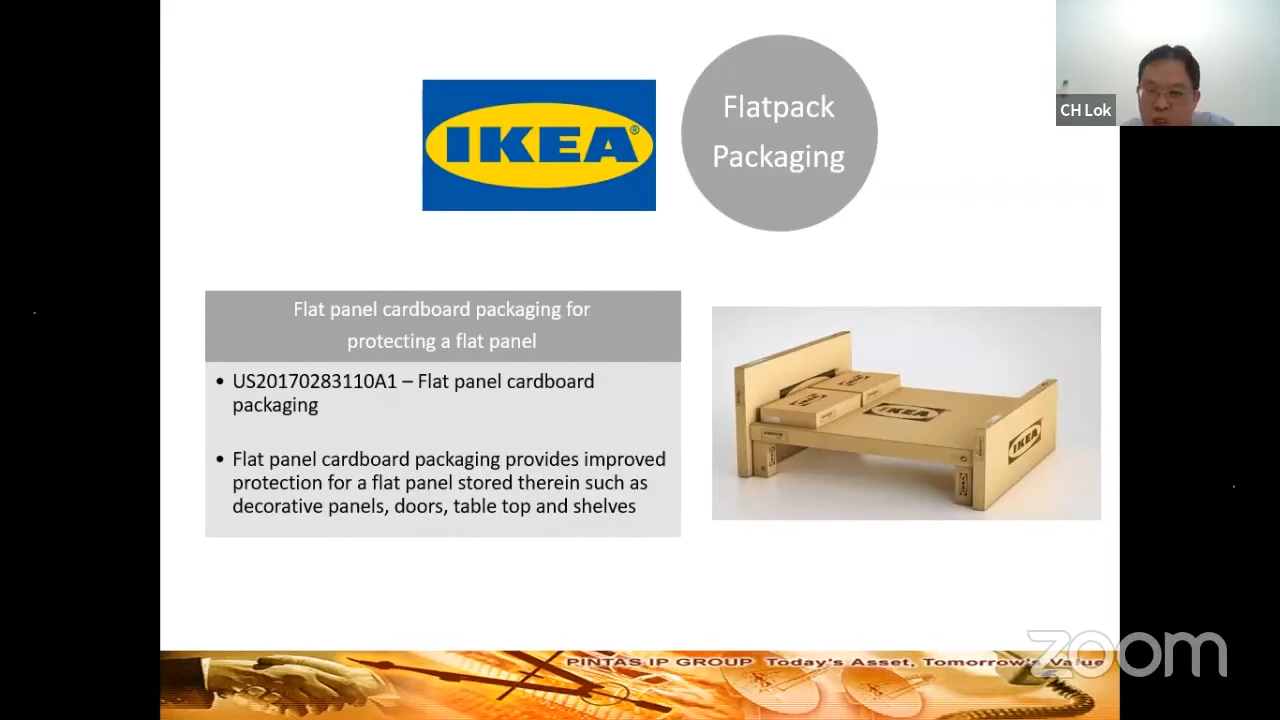 IKEA®
Flatpack
Packaging
CH Lok
Flat panel cardboard packaging for
protecting a flat panel
• US20170283110A1 – Flat panel cardboard
packaging
• Flat panel cardboard packaging provides improved
protection for a flat panel stored therein such as
decorative panels, doors, table top and shelves
IKEA
IKEA
PINTAS IP GROUP Today's Asset, Tomorrow's Value
zoom